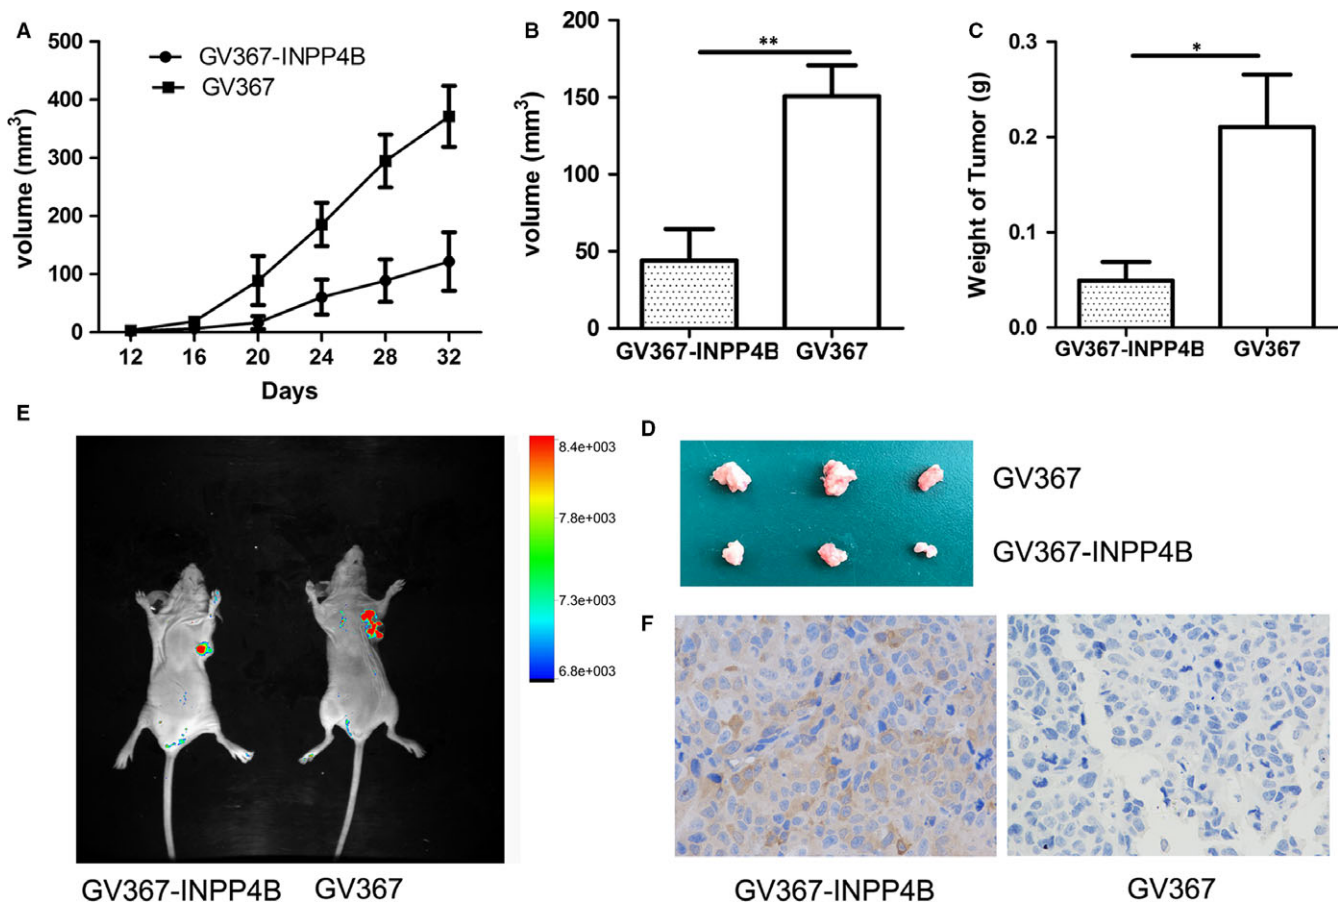 A
500
400
300
200
100
0
volume (mm³)
GV367-INPP4B
GV367
12 16 20 24 28 32
Days
B
200
150
100
50
0
volume (mm³)
**
GV367-INPP4B GV367
C
0.3
0.2
0.1
0.0
Weight of Tumor (g)
*
GV367-INPP4B GV367
E
8.4e+003
7.8e+003
7.3e+003
6.8e+003
GV367-INPP4B GV367
D
GV367
GV367-INPP4B
F
GV367-INPP4B GV367